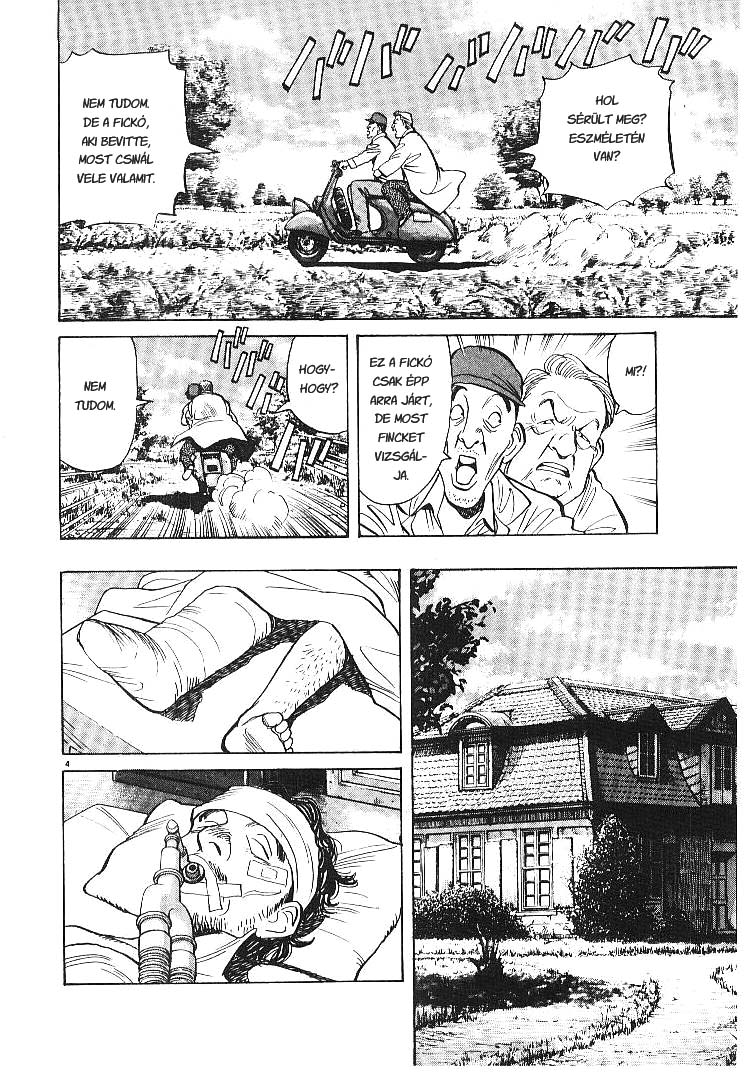 HOL
SÉRÜLT MEG?
ESZMÉLETÉN
VAN?
NEM TUDOM.
DE A FICKÓ,
AKI BEVITTE,
MOST CSINÁL
VELE VALAMIT.
MI?!
EZ A FICKÓ
CSAK ÉPP
ARRA JÁRT,
DE MOST
FINCKET
VIZSGÁL-
JA.
HOGY-
HOGY?
NEM
TUDOM.
4